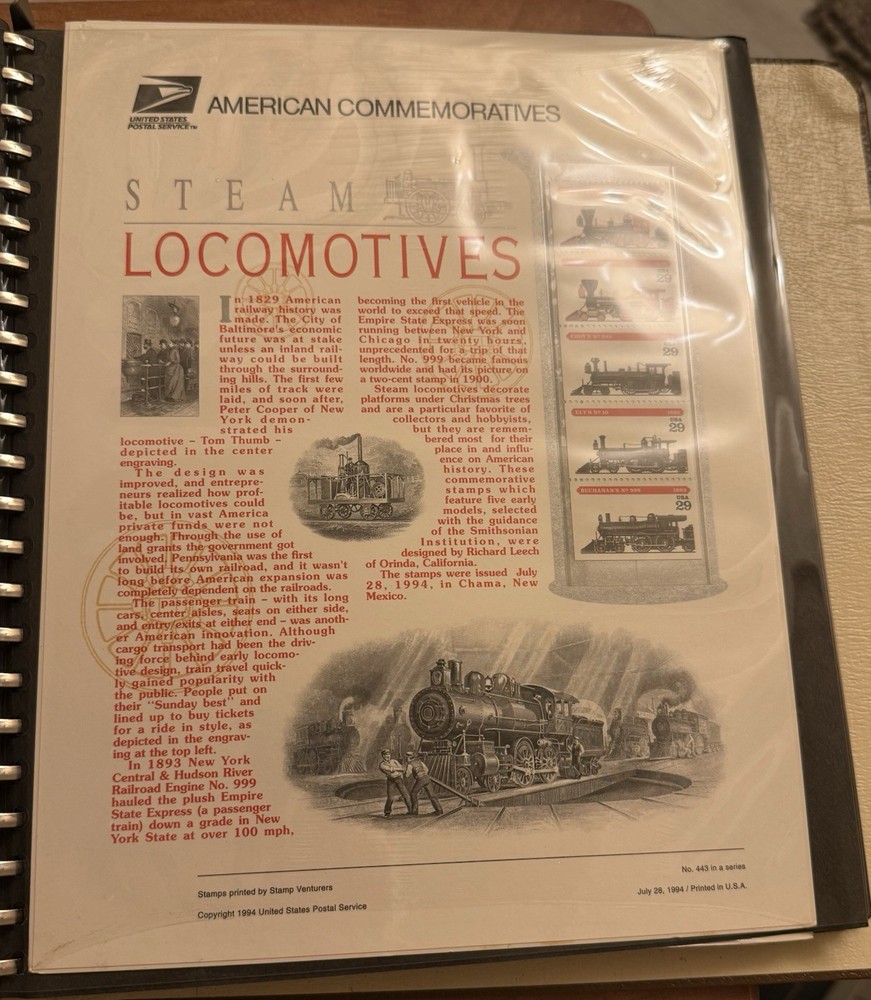 UNITED STATES
POSTAL SERVICE™
AMERICAN COMMEMORATIVES
STEAM
LOCOMOTIVES
In 1829 American
railway history was
made. The City of
Baltimore's economic
future was at stake
unless an inland rail-
way could be built
through the surround-
ing hills. The first few
miles of track were
laid, and soon after,
Peter Cooper of New
York demon-
strated his
locomotive – Tom Thumb –
depicted in the center
engraving.
The design was
improved, and entrepre-
neurs realized how prof-
itable locomotives could
be, but in vast America
private funds were not
enough. Through the use of
land grants the government got
involved. Pennsylvania was the first
to build its own railroad, and it wasn't
long before American expansion was
completely dependent on the railroads.
The passenger train – with its long
cars, center aisles, seats on either side,
and entry/exits at either end – was anoth-
er American innovation. Although
cargo transport had been the driv-
ing force behind early locomo-
tive design, train travel quick-
ly gained popularity with
the public. People put on
their "Sunday best" and
lined up to buy tickets
for a ride in style, as
depicted in the engrav-
ing at the top left.
In 1893 New York
Central & Hudson River
Railroad Engine No. 999
hauled the plush Empire
State Express (a passenger
train) down a grade in New
York State at over 100 mph,
becoming the first vehicle in the
world to exceed that speed. The
Empire State Express was soon
running between New York and
Chicago in twenty hours,
unprecedented for a trip of that
length. No. 999 became famous
worldwide and had its picture on
a two-cent stamp in 1900.
Steam locomotives decorate
platforms under Christmas trees
and are a particular favorite of
collectors and hobbyists,
but they are remem-
bered most for their
place in and influ-
ence on American
history. These
commemorative
stamps which
feature five early
models, selected
with the guidance
of the Smithsonian
Institution, were
designed by Richard Leech
of Orinda, California.
The stamps were issued July
28, 1994, in Chama, New
Mexico.
29
29
ELY'S Nº 10
USA
29
BUCHANAN'S Nº 999 1893
USA
29
Stamps printed by Stamp Venturers
Copyright 1994 United States Postal Service
No. 443 in a series
July 28, 1994 / Printed in U.S.A.